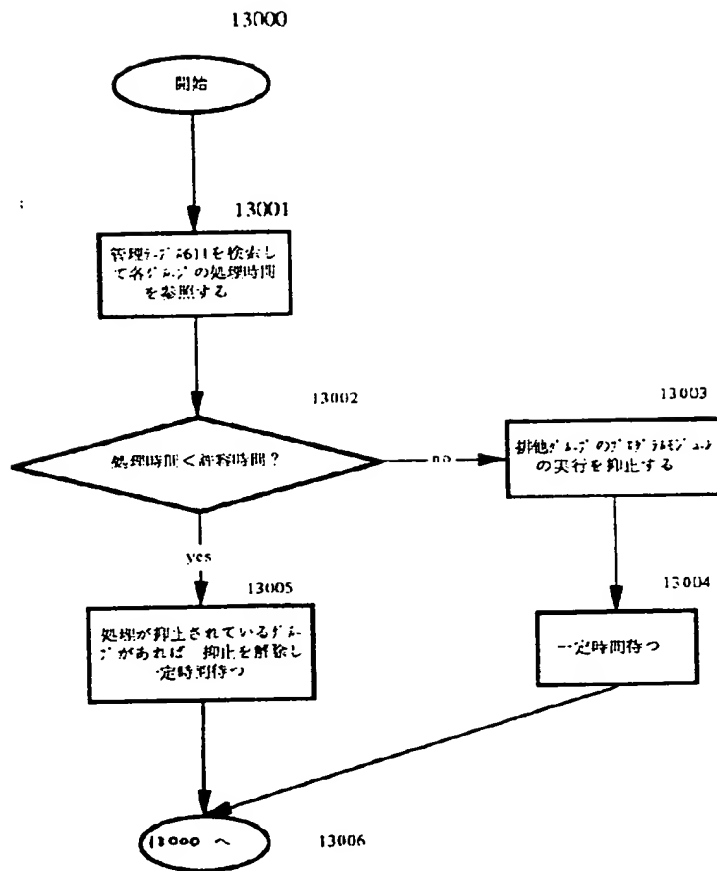 13000
開始
13001
管理テーブル611を検索し
て各グループの処理時間
を参照する
13002
処理時間<許容時間?
no
13003
排他グループのプログラムモジュール
の実行を抑止する
yes
13004
一定時間待つ
13005
処理が抑止されているグルー
プがあれば 抑止を解除し
一定時間待つ
13000 へ
13006